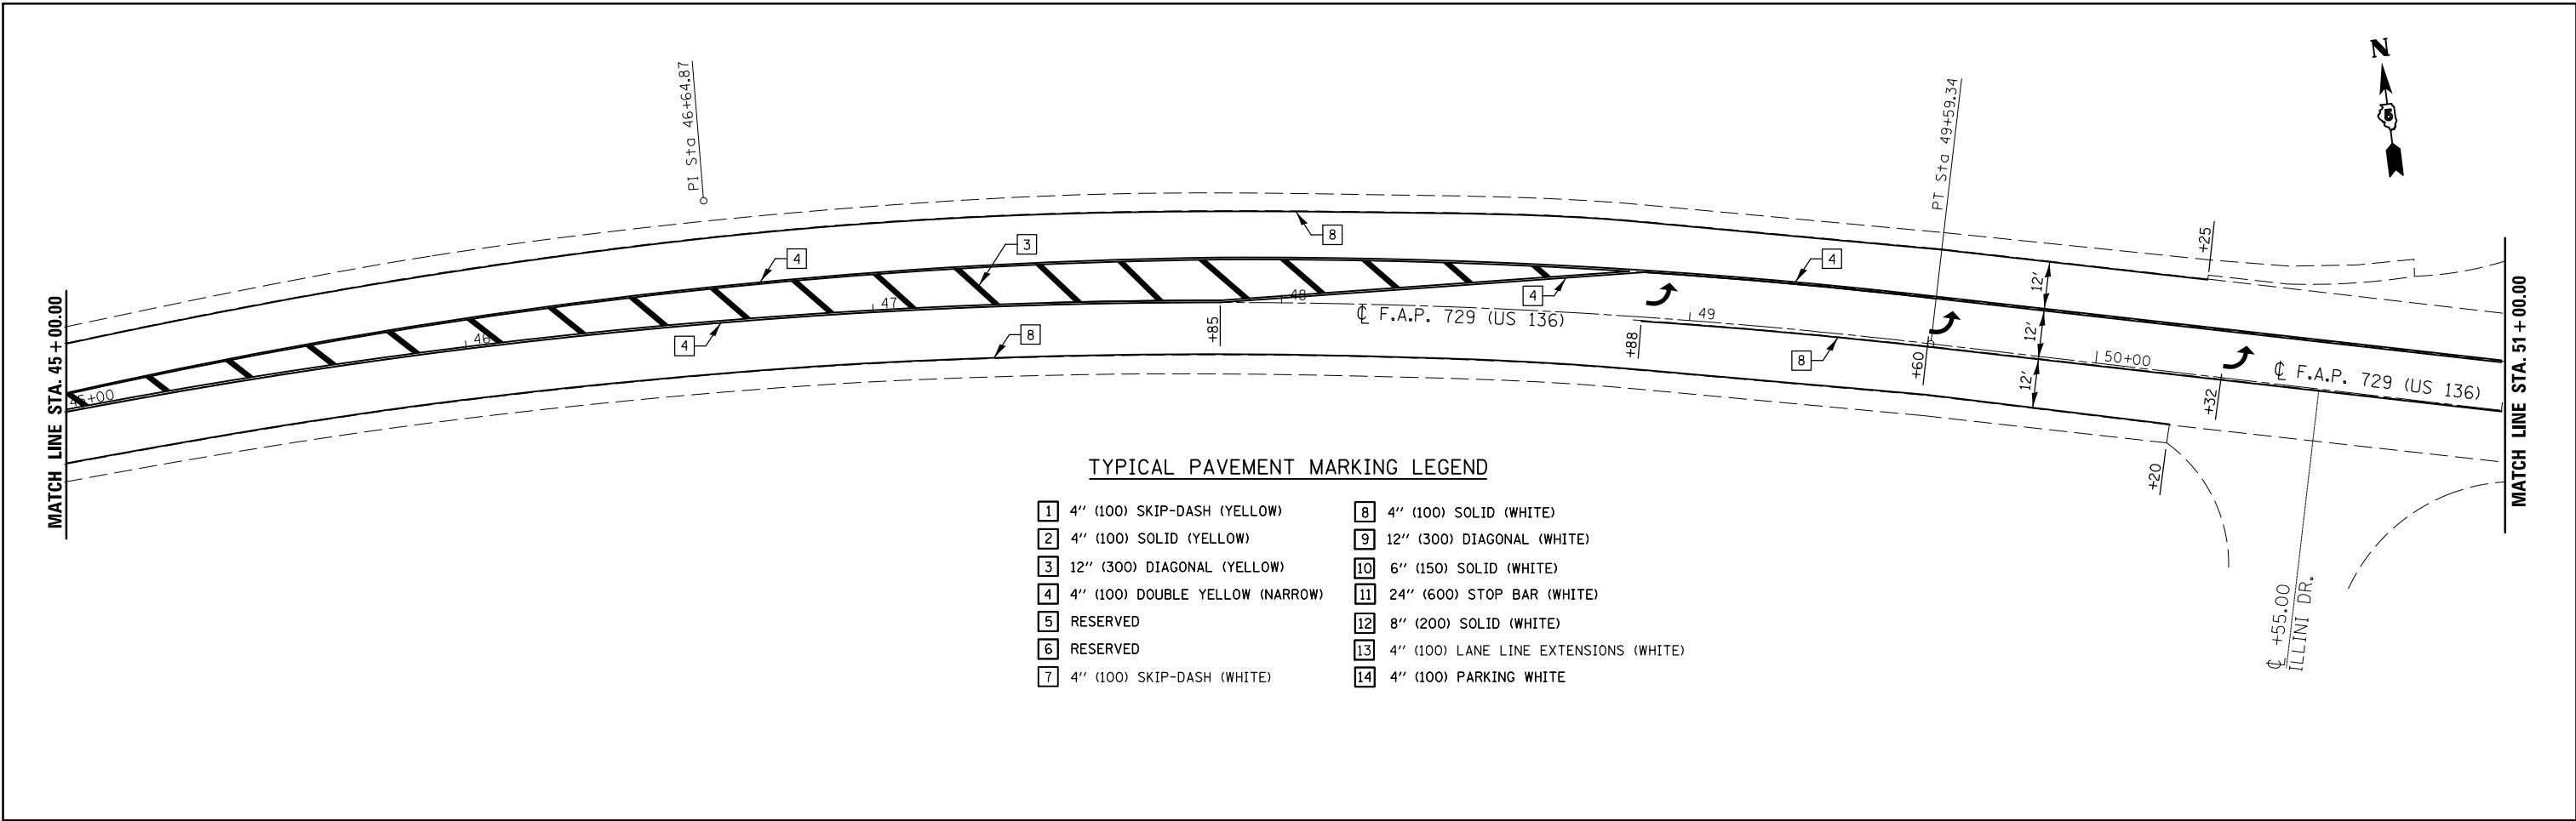 N
5
PI Sta 46+64.87
PT Sta 49+59.34
+25
3
4
8
4
12'
MATCH LINE STA. 45+00.00
MATCH LINE STA. 51+00.00
45+00
46
47
48
4
4
8
+85
℄ F.A.P. 729 (US 136)
+88
49
8
+60
12'
12'
50+00
+32
℄ F.A.P. 729 (US 136)
+20
℄ +55.00
ILLINI DR.
TYPICAL PAVEMENT MARKING LEGEND
1 4" (100) SKIP-DASH (YELLOW)
2 4" (100) SOLID (YELLOW)
3 12" (300) DIAGONAL (YELLOW)
4 4" (100) DOUBLE YELLOW (NARROW)
5 RESERVED
6 RESERVED
7 4" (100) SKIP-DASH (WHITE)
8 4" (100) SOLID (WHITE)
9 12" (300) DIAGONAL (WHITE)
10 6" (150) SOLID (WHITE)
11 24" (600) STOP BAR (WHITE)
12 8" (200) SOLID (WHITE)
13 4" (100) LANE LINE EXTENSIONS (WHITE)
14 4" (100) PARKING WHITE